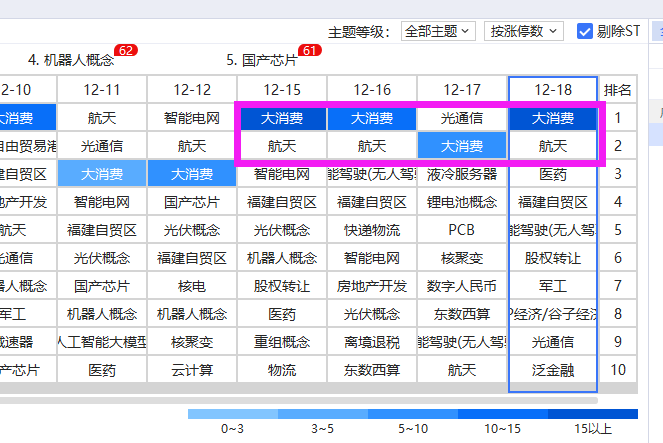 主题等级： 全部主题 按涨停数 剔除ST
4. 机器人概念 62 5. 国产芯片 61
2-10 12-11 12-12 12-15 12-16 12-17 12-18 排名
大消费 航天 智能电网 大消费 大消费 光通信 大消费 1
自由贸易港 光通信 航天 航天 航天 大消费 航天 2
建自贸区 大消费 大消费 智能电网 能驾驶(无人驾 液冷服务器 医药 3
地产开发 智能电网 国产芯片 福建自贸区 福建自贸区 锂电池概念 福建自贸区 4
航天 福建自贸区 光伏概念 光伏概念 快递物流 PCB 能驾驶(无人驾 5
光通信 光伏概念 福建自贸区 机器人概念 智能电网 核聚变 股权转让 6
器人概念 国产芯片 核电 股权转让 房地产开发 数字人民币 军工 7
军工 机器人概念 机器人概念 医药 光伏概念 东数西算 P经济/谷子经济 8
减速器 人工智能大模型 核聚变 重组概念 离境退税 能驾驶(无人驾 光通信 9
产芯片 医药 云计算 物流 东数西算 航天 泛金融 10
0~3 3~5 5~10 10~15 15以上